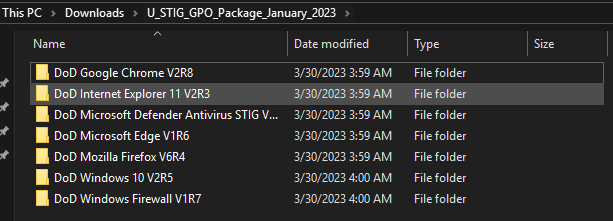 This PC > Downloads > U_STIG_GPO_Package_January_2023 >
Name Date modified Type Size
DoD Google Chrome V2R8 3/30/2023 3:59 AM File folder
DoD Internet Explorer 11 V2R3 3/30/2023 3:59 AM File folder
DoD Microsoft Defender Antivirus STIG V... 3/30/2023 3:59 AM File folder
DoD Microsoft Edge V1R6 3/30/2023 3:59 AM File folder
DoD Mozilla Firefox V6R4 3/30/2023 3:59 AM File folder
DoD Windows 10 V2R5 3/30/2023 4:00 AM File folder
DoD Windows Firewall V1R7 3/30/2023 4:00 AM File folder